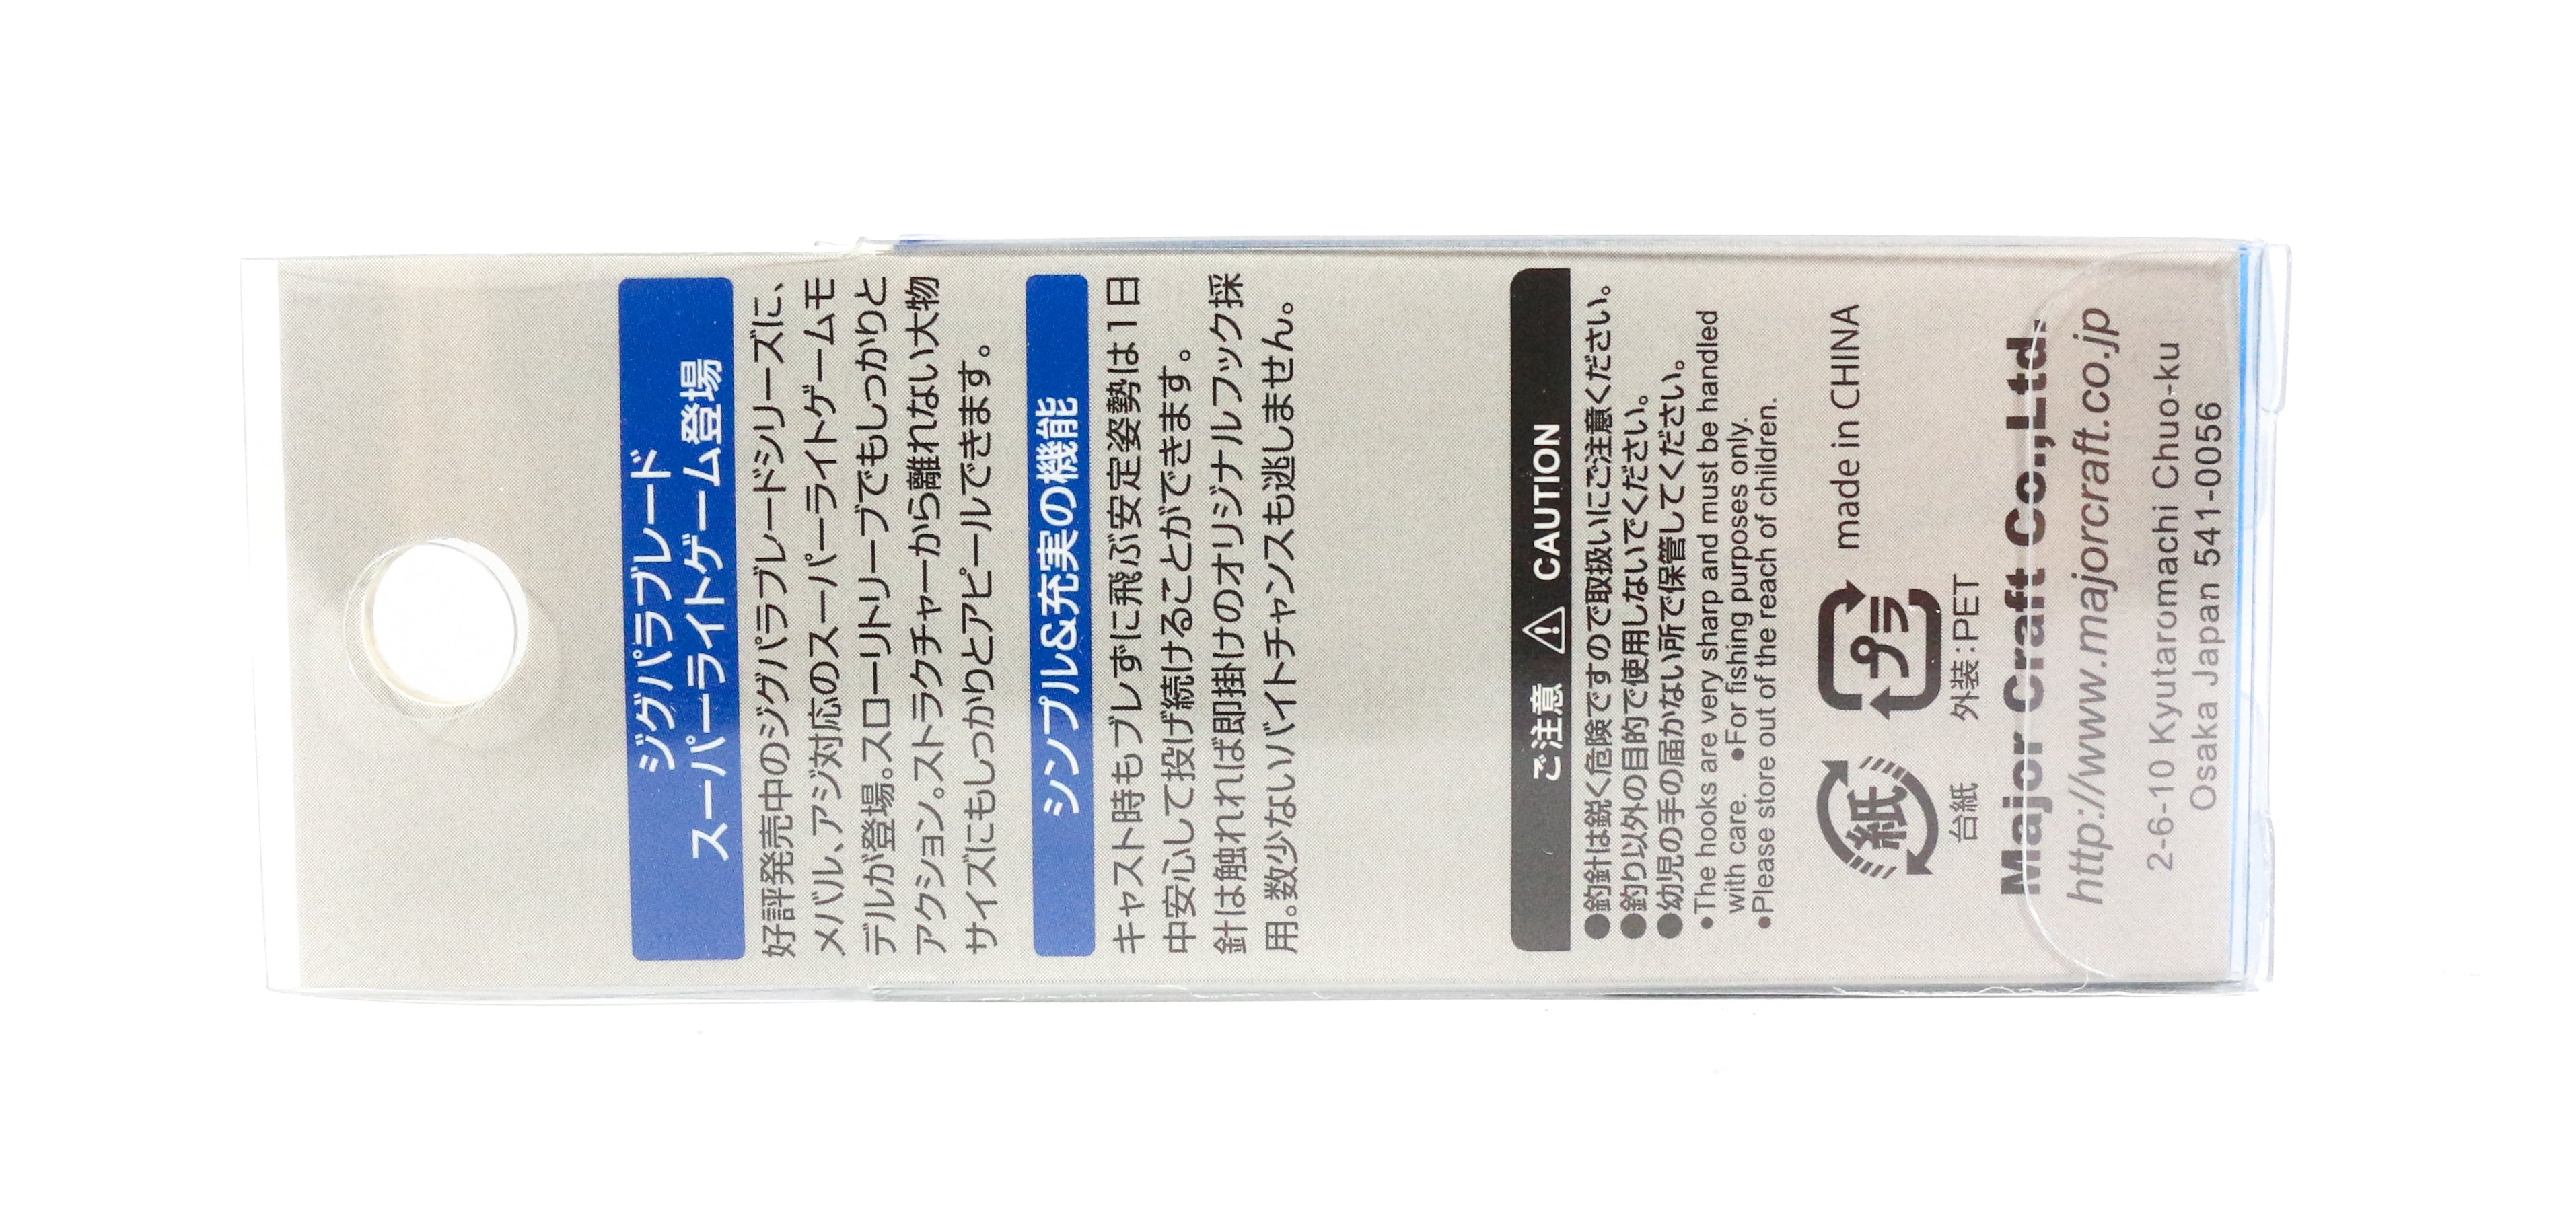 ジグパラブレード
スーパーライトゲーム登場
好評発売中のジグパラブレードシリーズに、
メバル、アジ対応のスーパーライトゲームモ
デルが登場。スローリトリーブでもしっかりと
アクション。ストラクチャーから離れない大物
サイズにもしっかりとアピールできます。
シンプル&充実の機能
キャスト時もブレずに飛ぶ安定姿勢は1日
中安心して投げ続けることができます。
針は触れれば即掛けのオリジナルフック採
用。数少ないバイトチャンスも逃しません。
ご注意 ⚠ CAUTION
●釣針は鋭く危険ですので取扱いにご注意ください。
●釣り以外の目的で使用しないでください。
●幼児の手の届かない所で保管してください。
•The hooks are very sharp and must be handled
with care. •For fishing purposes only.
•Please store out of the reach of children.
紙 プラ made in CHINA
台紙 外装:PET
Major Craft Co.,Ltd.
http://www.majorcraft.co.jp
2-6-10 Kyutaromachi Chuo-ku
Osaka Japan 541-0056